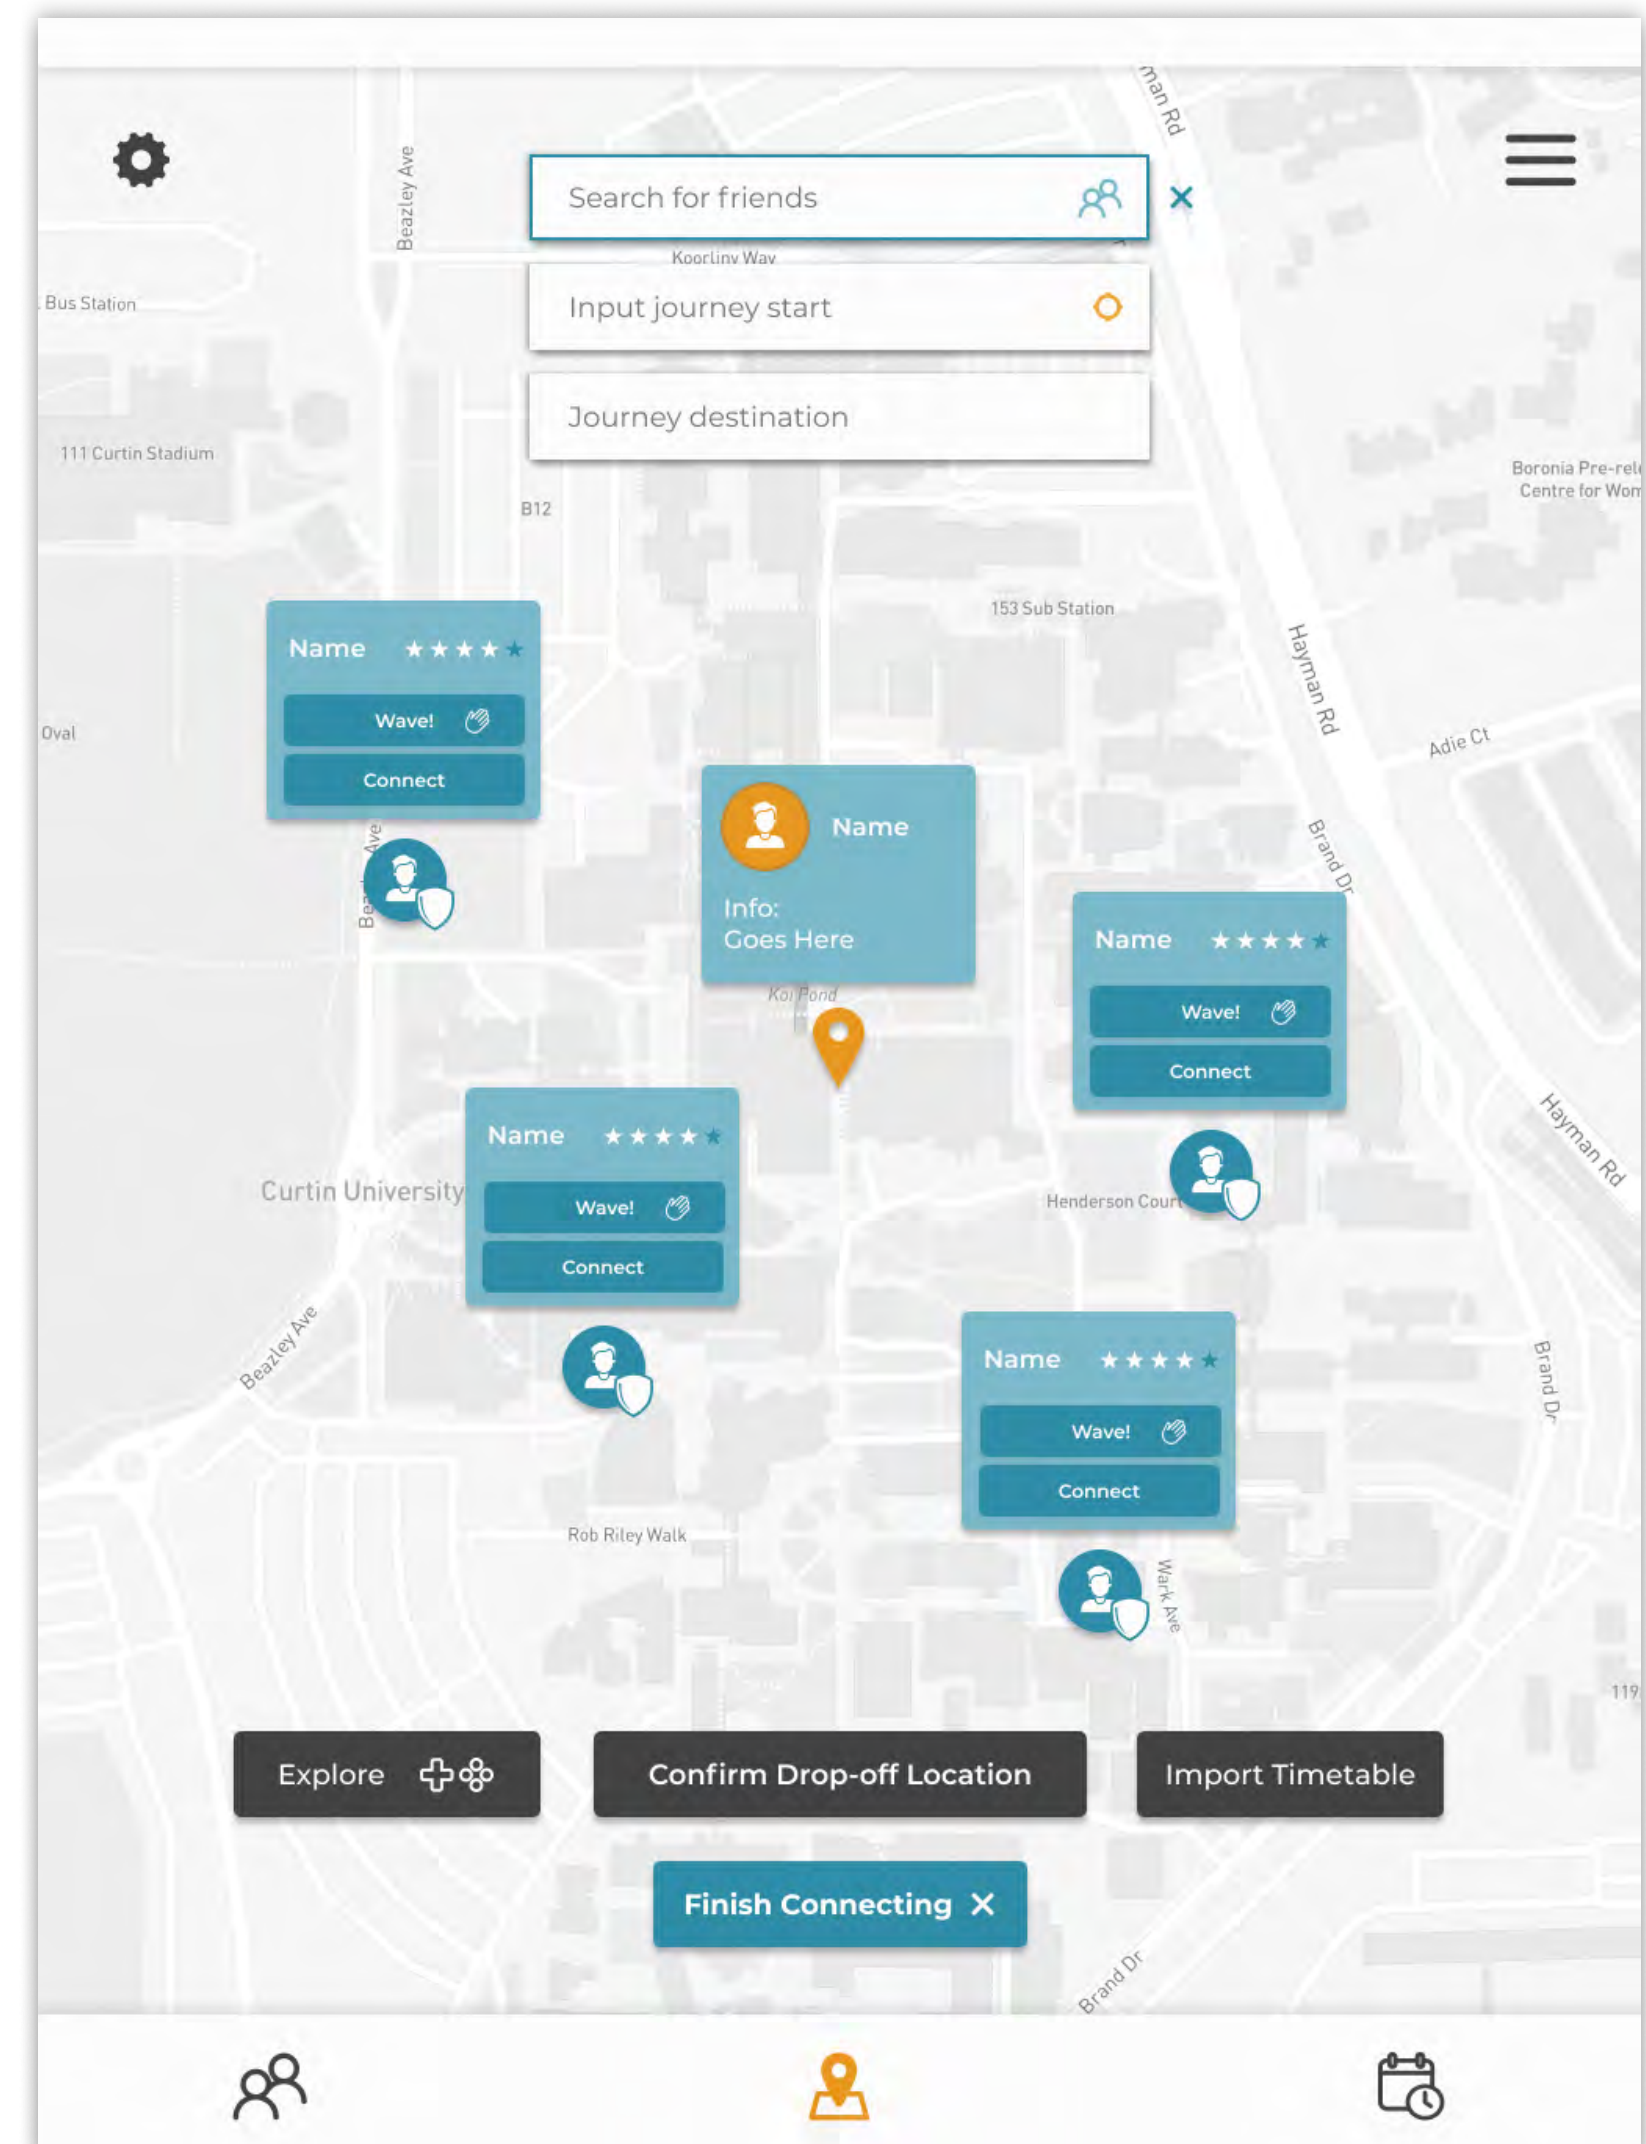 man Rd
Beazley Ave
Search for friends
Koorliny Way
Bus Station
Input journey start
Journey destination
111 Curtin Stadium
Boronia Pre-rel
Centre for Wom
B12
153 Sub Station
Name
Wave!
Connect
Hayman Rd
Oval
Adie Ct
Name
Info:
Goes Here
Ave
Bea
Brand Dr
Name
Wave!
Connect
Koi Pond
Name
Wave!
Connect
Hayman Rd
Curtin University
Henderson Court
Beazley Ave
Name
Wave!
Connect
Brand Dr
Rob Riley Walk
Wark Ave
119
Explore
Confirm Drop-off Location
Import Timetable
Finish Connecting X
Brand Dr